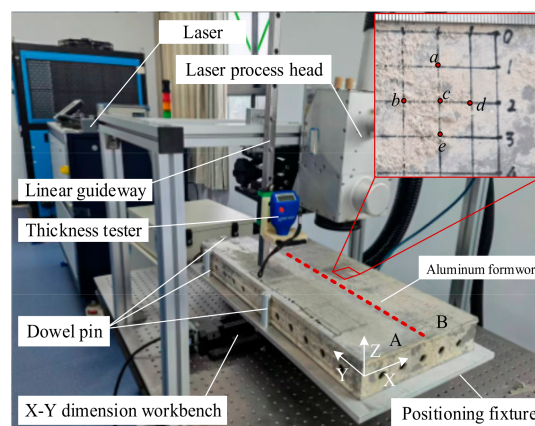 Laser
Laser process head
Linear guideway
Thickness tester
Dowel pin
X-Y dimension workbench
Aluminum formwor
Positioning fixture
A
B
Z
Y
X
a
b
c
d
e
0
1
2
3